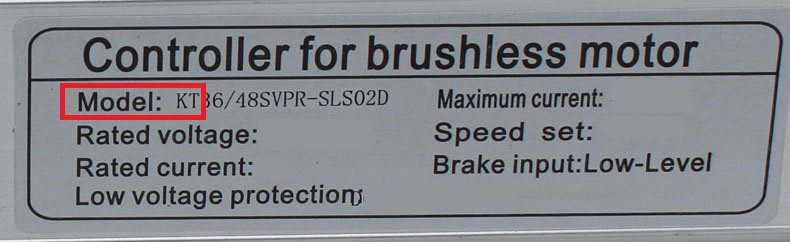 Controller for brushless motor
Model: KT36/48SVPR-SLS02D
Maximum current:
Rated voltage:
Speed set:
Rated current:
Brake input:Low-Level
Low voltage protection: